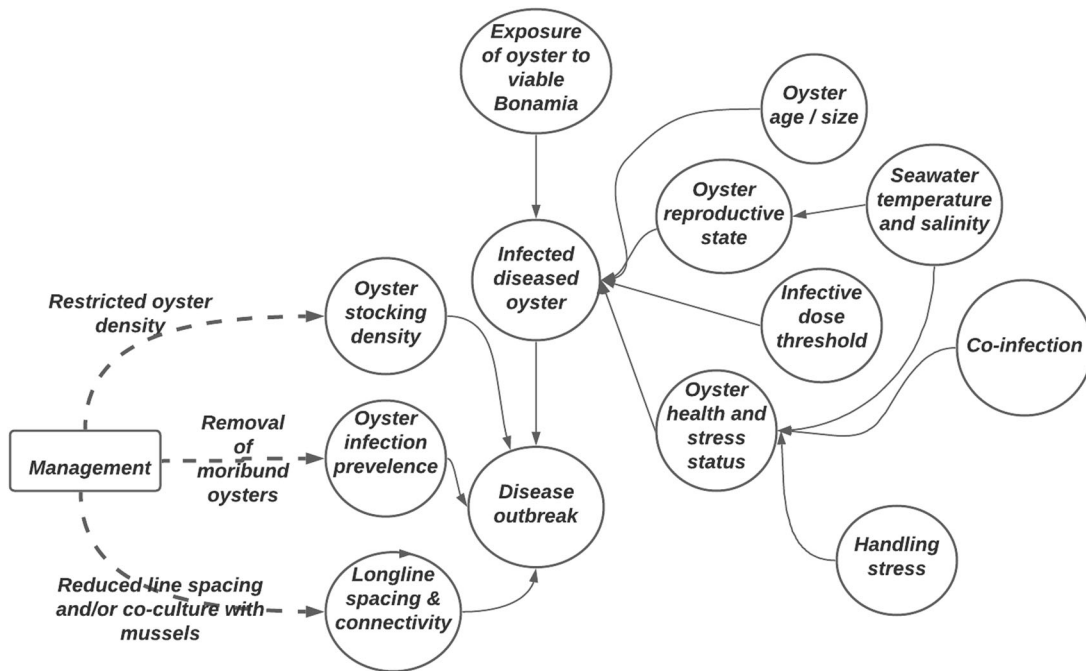 Exposure
of oyster to
viable
Bonamia
Oyster
age / size
Oyster
reproductive
state
Seawater
temperature
and salinity
Infected
diseased
oyster
Infective
dose
threshold
Co-infection
Oyster
stocking
density
Restricted oyster
density
Oyster
health and
stress
status
Oyster
infection
prevelence
Removal
of
moribund
oysters
Management
Disease
outbreak
Handling
stress
Longline
spacing &
connectivity
Reduced line spacing
and/or co-culture with
mussels